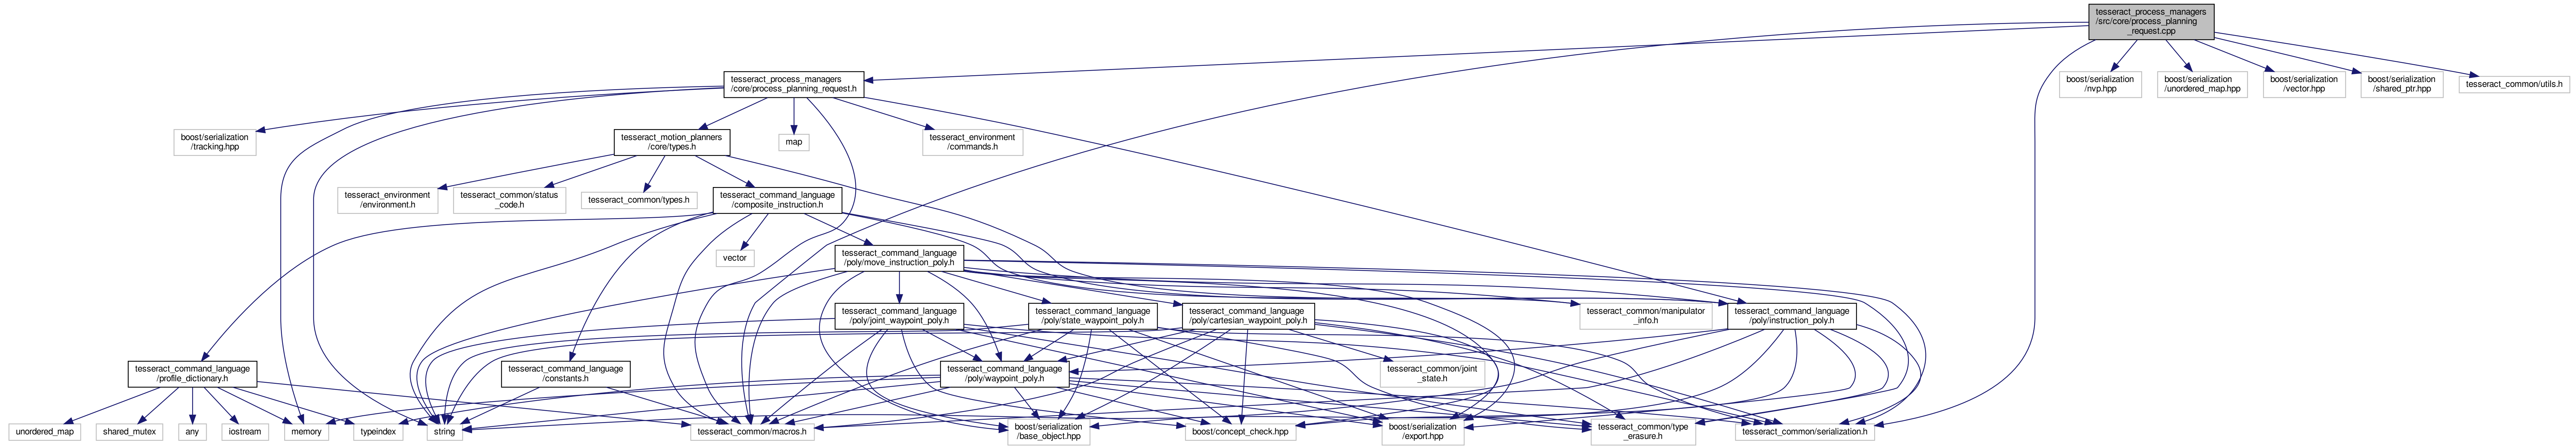 tesseract_process_managers
/src/core/process_planning
_request.cpp
tesseract_process_managers
/core/process_planning_request.h
boost/serialization
/nvp.hpp
boost/serialization
/unordered_map.hpp
boost/serialization
/vector.hpp
boost/serialization
/shared_ptr.hpp
tesseract_common/utils.h
boost/serialization
/tracking.hpp
tesseract_motion_planners
/core/types.h
map
tesseract_environment
/commands.h
tesseract_environment
/environment.h
tesseract_common/status
_code.h
tesseract_common/types.h
tesseract_command_language
/composite_instruction.h
vector
tesseract_command_language
/poly/move_instruction_poly.h
tesseract_command_language
/poly/joint_waypoint_poly.h
tesseract_command_language
/poly/state_waypoint_poly.h
tesseract_command_language
/poly/cartesian_waypoint_poly.h
tesseract_common/manipulator
_info.h
tesseract_command_language
/poly/instruction_poly.h
tesseract_command_language
/profile_dictionary.h
tesseract_command_language
/constants.h
tesseract_command_language
/poly/waypoint_poly.h
tesseract_common/joint
_state.h
unordered_map
shared_mutex
any
iostream
memory
typeindex
string
tesseract_common/macros.h
boost/serialization
/base_object.hpp
boost/concept_check.hpp
boost/serialization
/export.hpp
tesseract_common/type
_erasure.h
tesseract_common/serialization.h